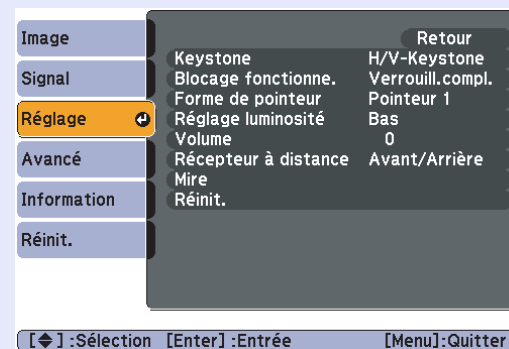 Image
Signal
Réglage
Avancé
Information
Réinit.
Retour
Keystone H/V-Keystone
Blocage fonctionne. Verrouill.compl.
Forme de pointeur Pointeur 1
Réglage luminosité Bas
Volume 0
Récepteur à distance Avant/Arrière
Mire
Réinit.
[◆] :Sélection [Enter] :Entrée [Menu]:Quitter